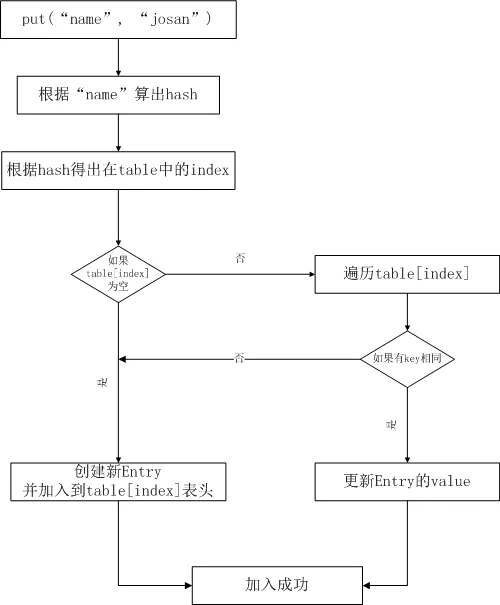 put(“name”, “josan”)
根据“name”算出hash
根据hash得出在table中的index
如果
table[index]
为空
否
遍历table[index]
如果有key相同
否
是
是
创建新Entry
并加入到table[index]表头
更新Entry的value
加入成功